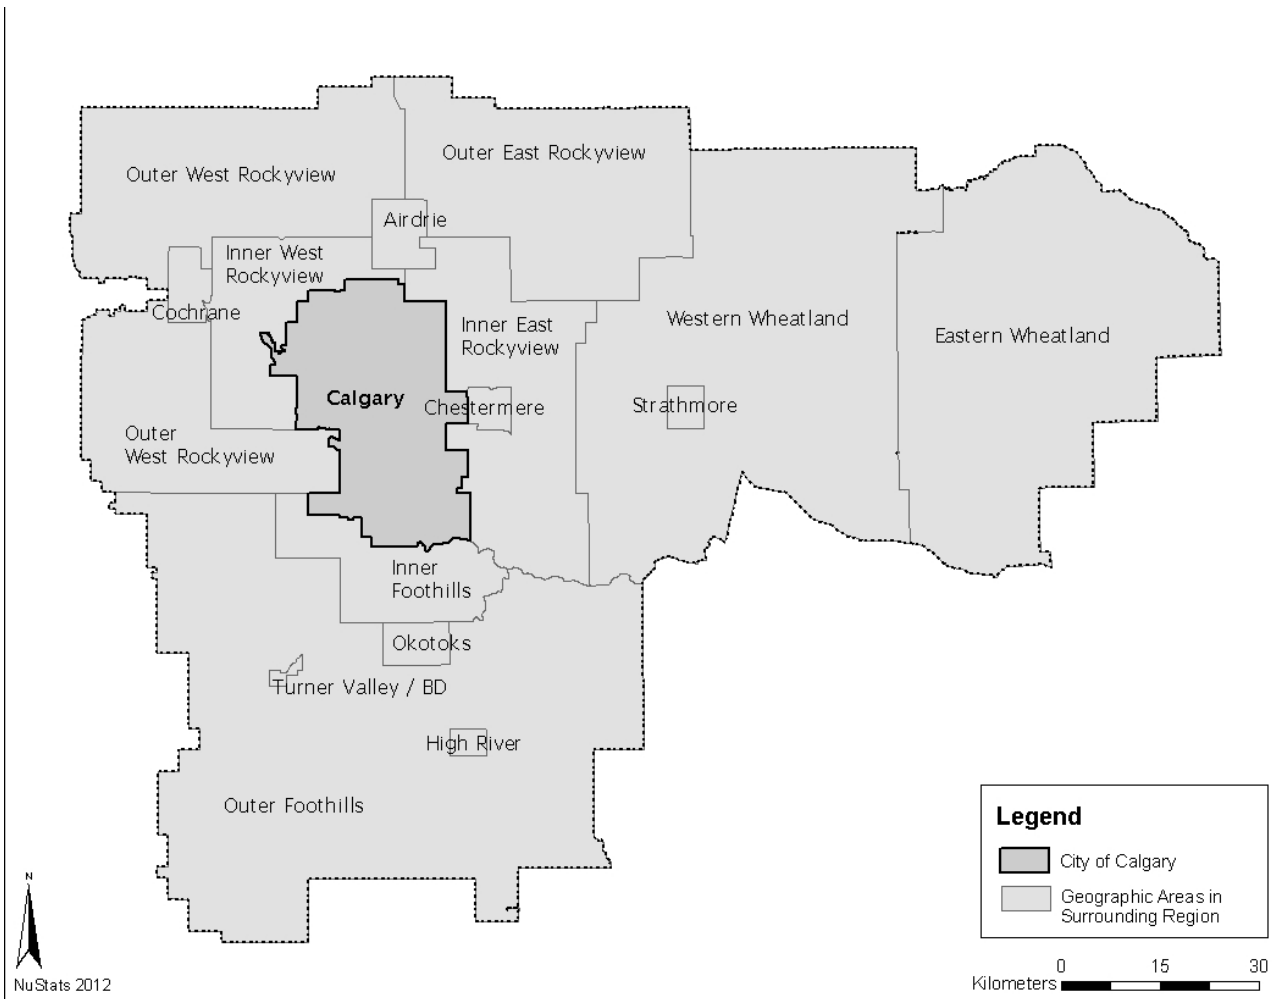 Outer East Rockyview
Outer West Rockyview
Airdrie
Inner West
Rockyview
Cochrane
Inner East
Rockyview
Western Wheatland
Eastern Wheatland
Calgary
Chestermere
Strathmore
Outer
West Rockyview
Inner
Foothills
Okotoks
Turner Valley / BD
High River
Outer Foothills
Legend
City of Calgary
Geographic Areas in
Surrounding Region
N
NuStats 2012
0 15 30
Kilometers